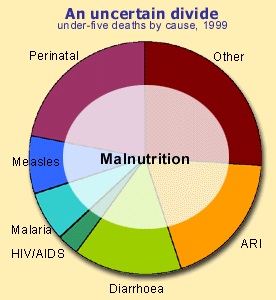 An uncertain divide
under-five deaths by cause, 1999
Perinatal
Other
Measles
Malnutrition
Malaria
HIV/AIDS
ARI
Diarrhoea